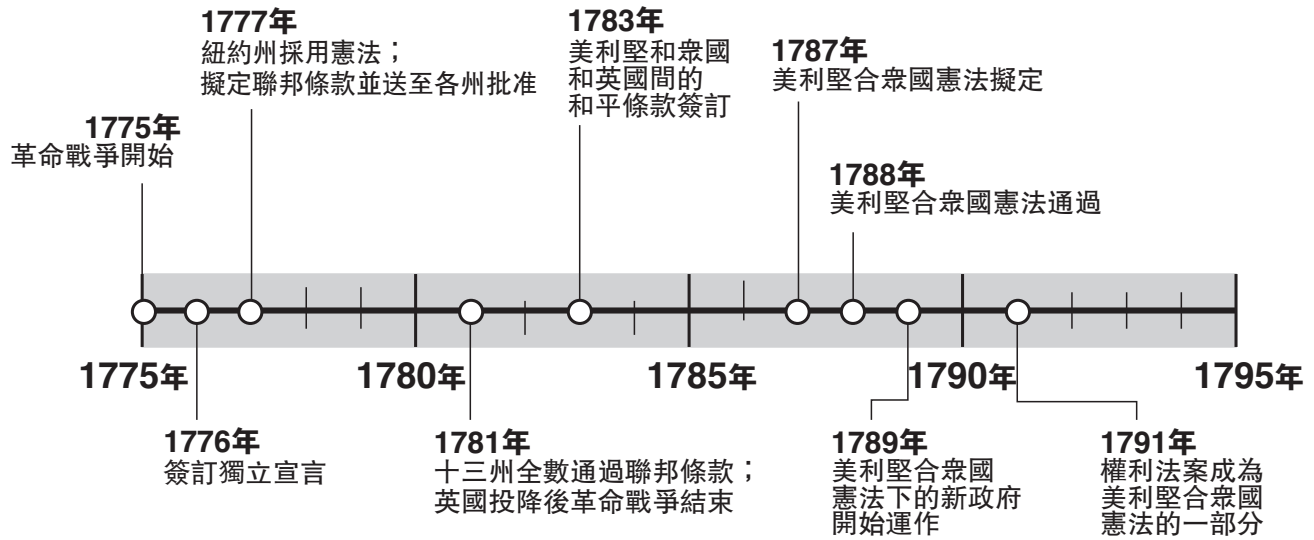 1777年
紐約州採用憲法；
擬定聯邦條款並送至各州批准
1783年
美利堅和眾國
和英國間的
和平條款簽訂
1787年
美利堅合眾國憲法擬定
1775年
革命戰爭開始
1788年
美利堅合眾國憲法通過
1775年
1780年
1785年
1790年
1795年
1776年
簽訂獨立宣言
1781年
十三州全數通過聯邦條款；
英國投降後革命戰爭結束
1789年
美利堅合眾國
憲法下的新政府
開始運作
1791年
權利法案成為
美利堅合眾國
憲法的一部分